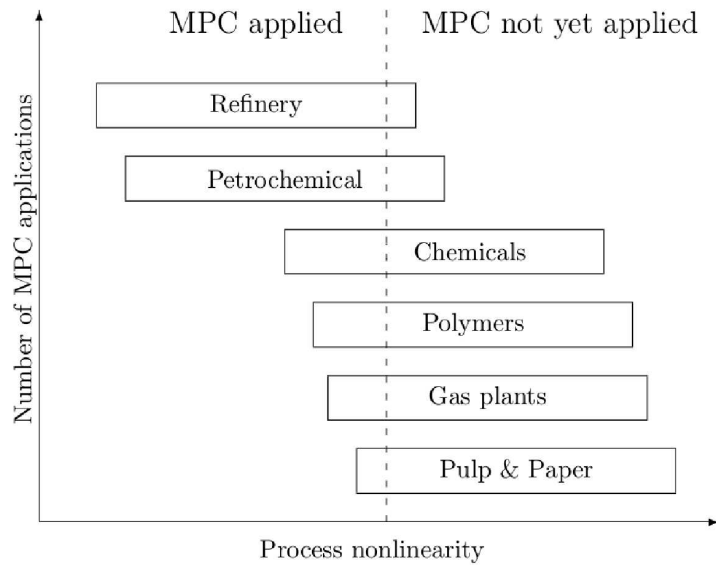 MPC applied
MPC not yet applied
Number of MPC applications
Refinery
Petrochemical
Chemicals
Polymers
Gas plants
Pulp & Paper
Process nonlinearity